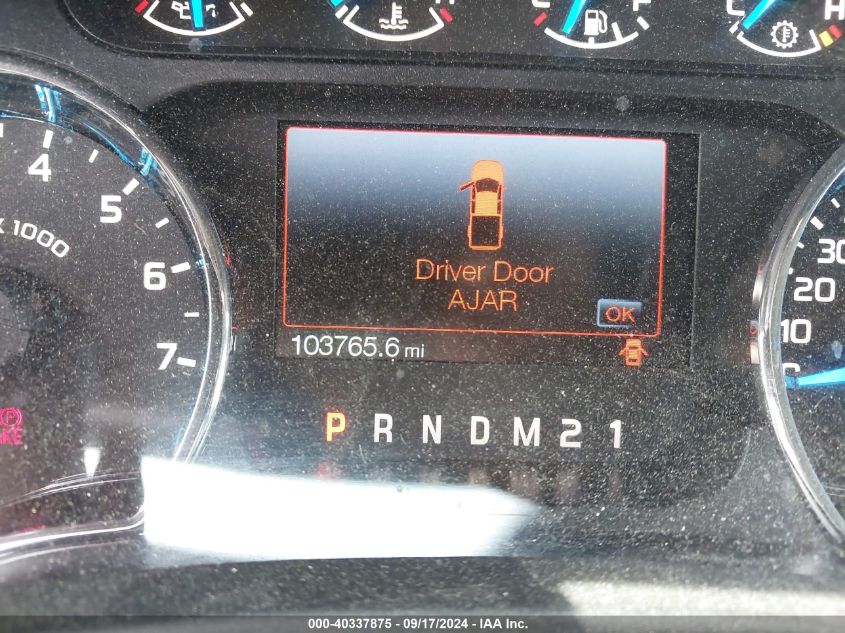 C H
E F
C H
4
5
x 1000
6
7
Driver Door
AJAR
OK
103765.6 mi
P R N D M 2 1
30
20
10
000-40337875 - 09/17/2024 - IAA Inc.